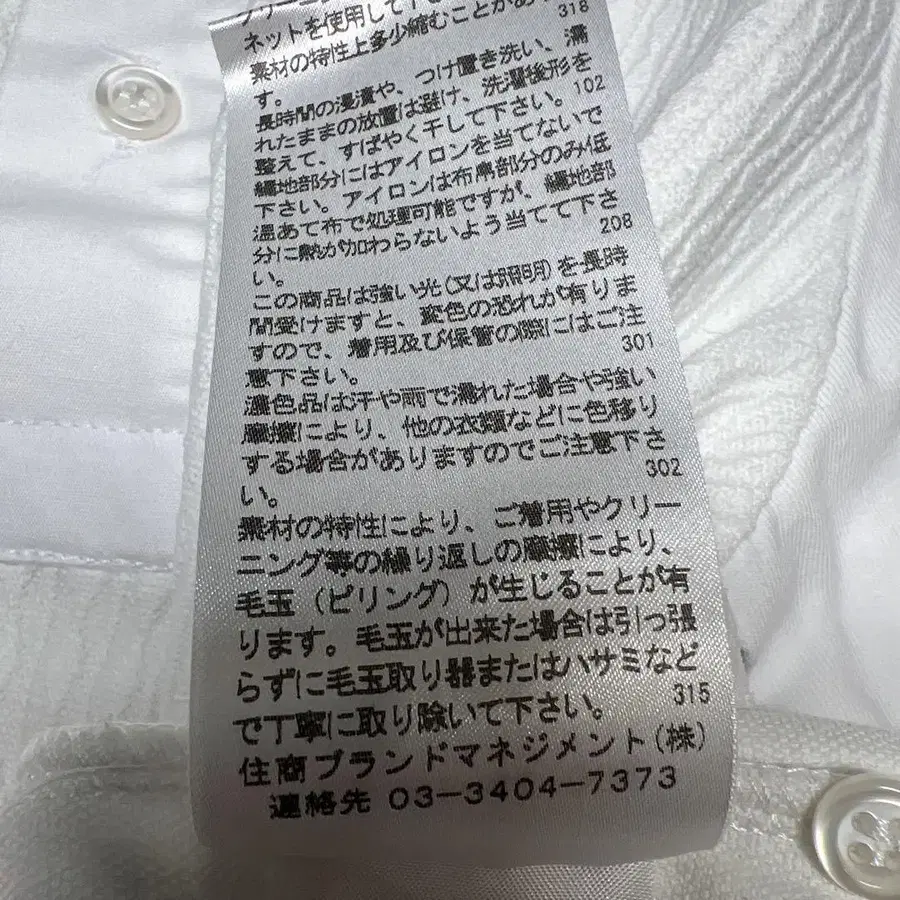 ネットを使用して下
素材の特性上多少縮むことがあ
318
す。
長時間の浸漬や、つけ置き洗い、濡
れたままの放置は避け、洗濯後形を
整えて、すばやく干して下さい。102
編地部分にはアイロンを当てないで
下さい。アイロンは布帛部分のみ低
温あて布で処理可能ですが、編地部
分に熱が加わらないよう当てて下さ
い。
208
この商品は強い光(又は照明)を長時
間受けますと、変色の恐れが有りま
すので、着用及び保管の際にはご注
意下さい。
301
濃色品は汗や雨で濡れた場合や強い
摩擦により、他の衣類などに色移り
する場合がありますのでご注意下さ
い。
302
素材の特性により、ご着用やクリー
ニング等の繰り返しの摩擦により、
毛玉(ピリング)が生じることが有
ります。毛玉が出来た場合は引っ張
らずに毛玉取り器またはハサミなど
で丁寧に取り除いて下さい。
315
住商ブランドマネジメント(株)
連絡先 03-3404-7373